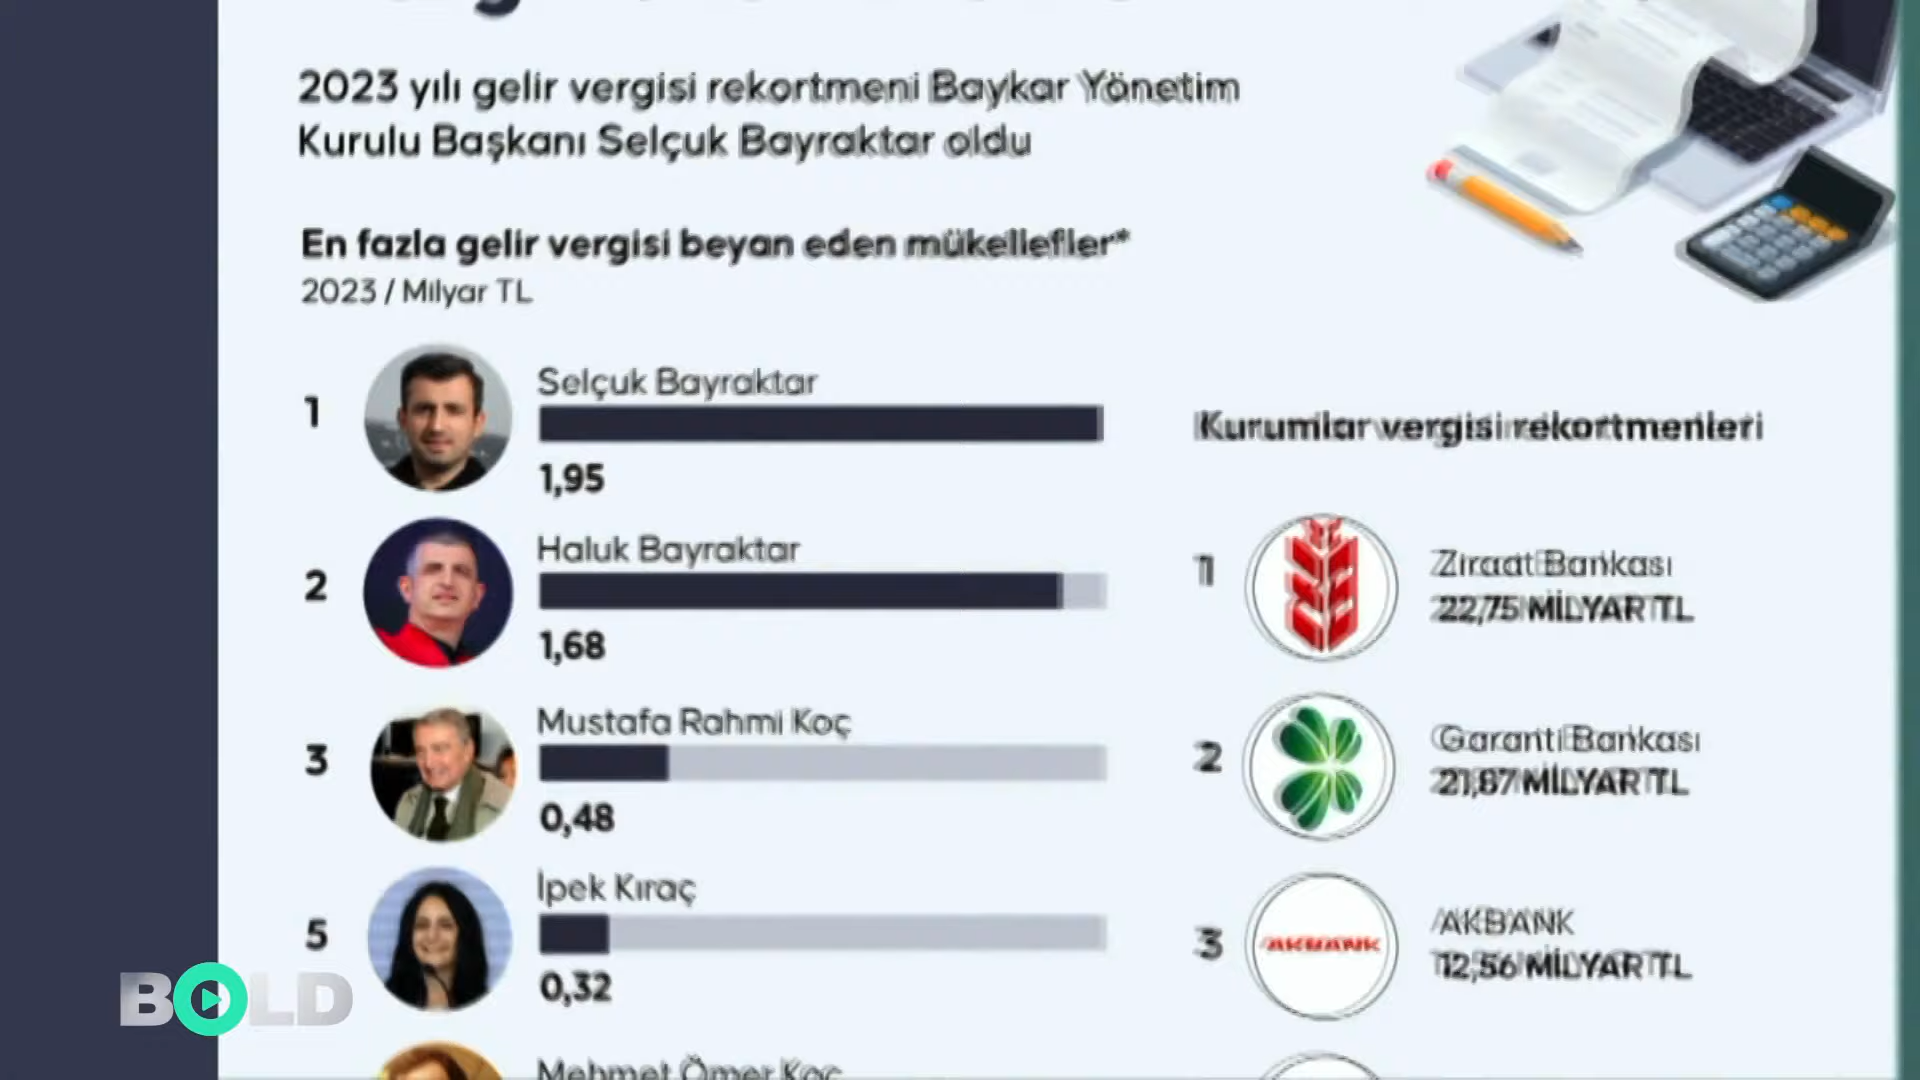 2023 yılı gelir vergisi rekortmeni Baykar Yönetim
Kurulu Başkanı Selçuk Bayraktar oldu
En fazla gelir vergisi beyan eden mükellefler*
2023 / Milyar TL
1
Selçuk Bayraktar
1,95
2
Haluk Bayraktar
1,68
3
Mustafa Rahmi Koç
0,48
5
İpek Kıraç
0,32
Mehmet Ömer Koç
Kurumlar vergisi rekortmenleri
1
Ziraat Bankası
22,75 MİLYAR TL
2
Garanti Bankası
21,87 MİLYAR TL
3
AKBANK
AKBANK
12,56 MİLYAR TL
BOLD